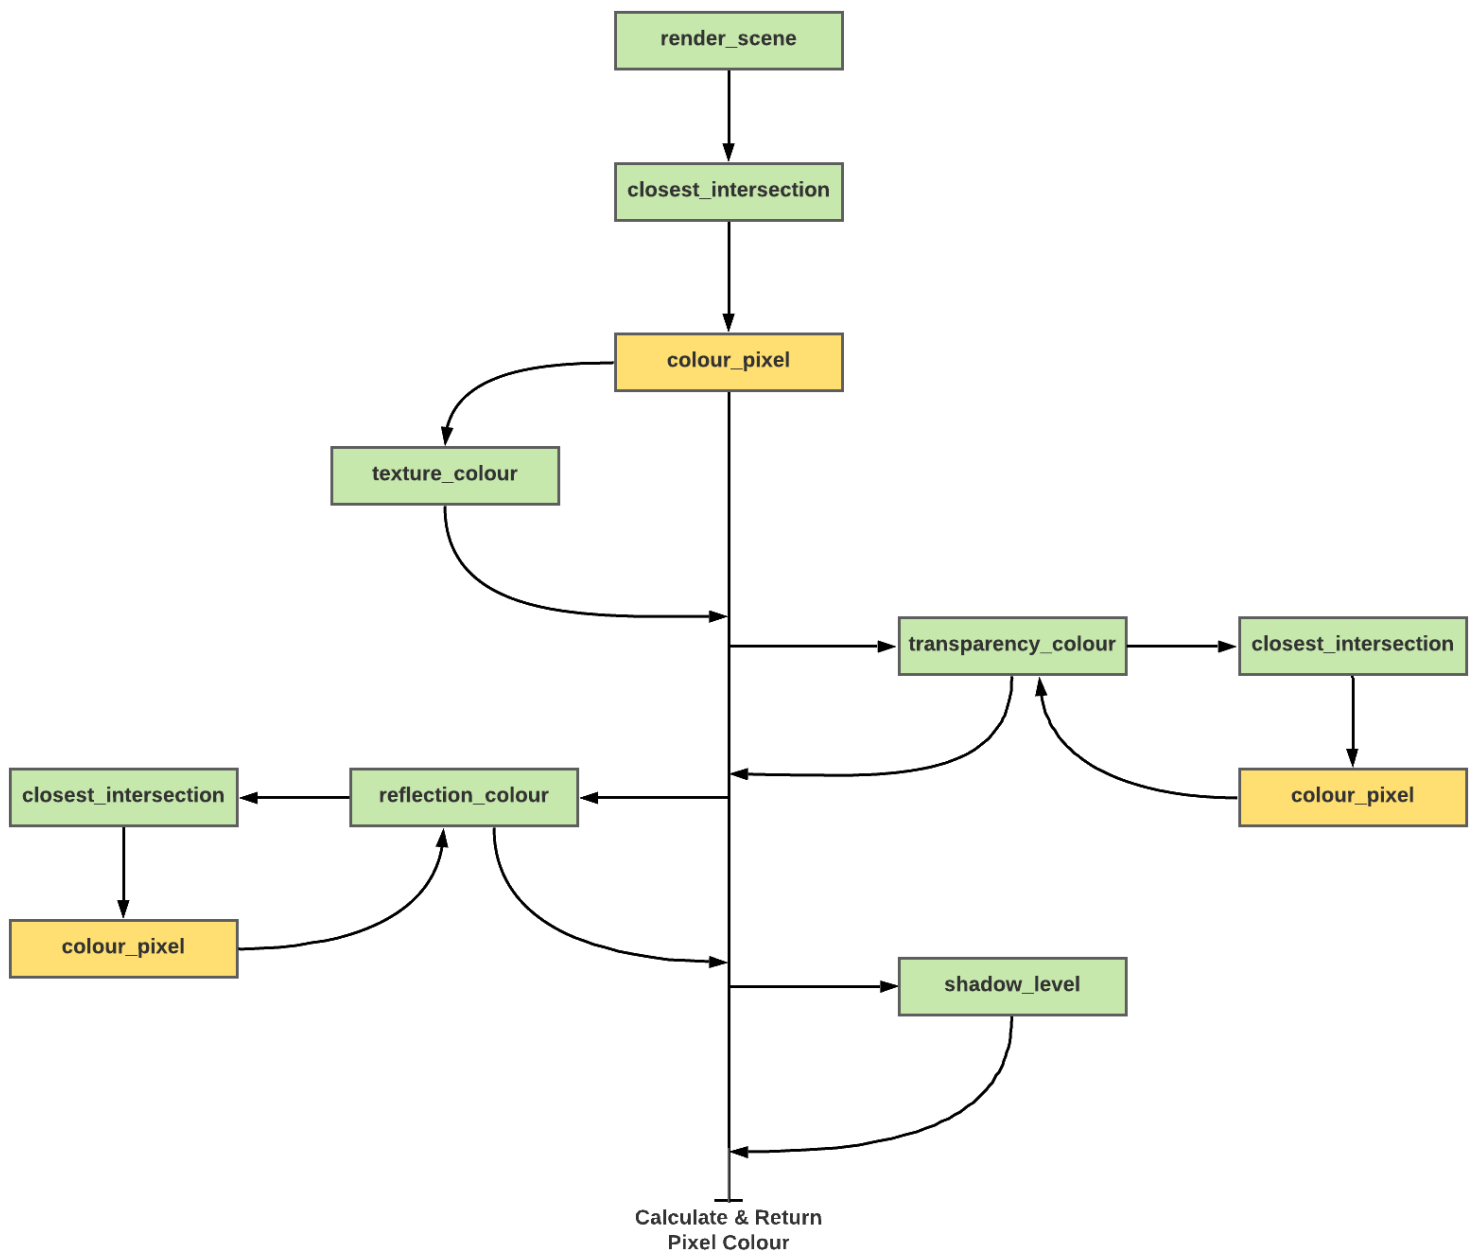 render_scene
closest_intersection
colour_pixel
texture_colour
transparency_colour
closest_intersection
closest_intersection
reflection_colour
colour_pixel
colour_pixel
shadow_level
Calculate & Return
Pixel Colour